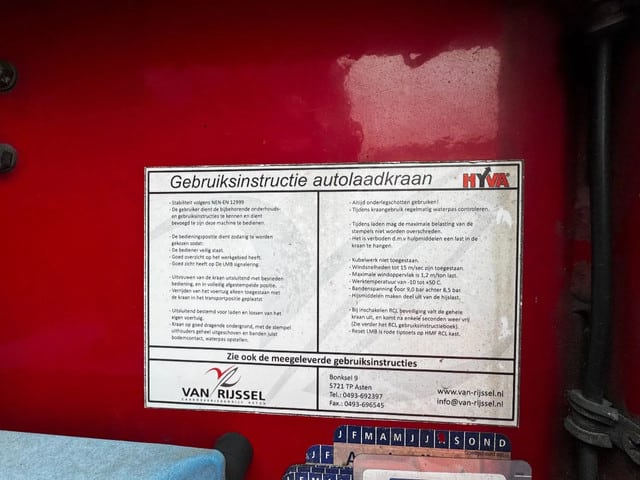 Gebruiksinstructie autolaadkraan
HYVA
- Stabiliteit volgens NEN-EN 12999
- De gebruiker dient de bijbehorende onderhouds-
en gebruiksinstructies te kennen en dient
bevoegd te zijn deze machine te bedienen.
- De bedieningspositie dient zodanig te worden
gekozen dat:
- De bediener veilig staat.
- Goed overzicht op het werkgebied heeft.
- Goed zicht heeft op De LMB signalering.
- Uitzwuven van de kraan uitsluitend met
bediening, en in volledig afgestempelde positie.
- Verrijden van het voertuig alleen toegestaan met
de kraan in het transportpositie geplaatst
- Uitsluitend bestemd voor laden en lossen van het
eigen voertuig.
- Kraan op goed dragende ondergrond, met de stempel
uithouders geheel uitgeschoven en banden juist
bodemcontact, waterpas opstellen.
- Altijd onderlegschotten gebruiken!
- Tijdens kraangebruik regelmatig waterpas controleren.
- Tijdens laden mag de maximale belasting van de
stempels niet worden overschreden.
- Het is verboden d.m.v hulpmiddelen een last in de
kraan te hangen.
- Kubelwerk niet toegestaan.
- Windsnelheden tot 15 m/sec zijn toegestaan.
- Maximale windoppervlak is 1,2 m/ton last.
- Werktemperatuur van -10 tot +50 C.
- Bandenspanning voor 9,0 bar achter 8,5 bar
- Hijsmiddelen maken deel uit van de hijslast.
- Bij inschakelen RCL beveiliging valt de gehele
kraan uit, en komt na enkele seconden weer vrij
(Zie verder het RCL gebruiksinstructieboek).
- Reset LMB is rode tiptoets op HMF RCL kast.
Zie ook de meegeleverde gebruiksinstructies
VAN RIJSSEL
Bonksel 9
5721 TP Asten
Tel.: 0493-692397
Fax.: 0493-696545
www.van-rijssel.nl
info@van-rijssel.nl
J F M A M J J S O N D
J F